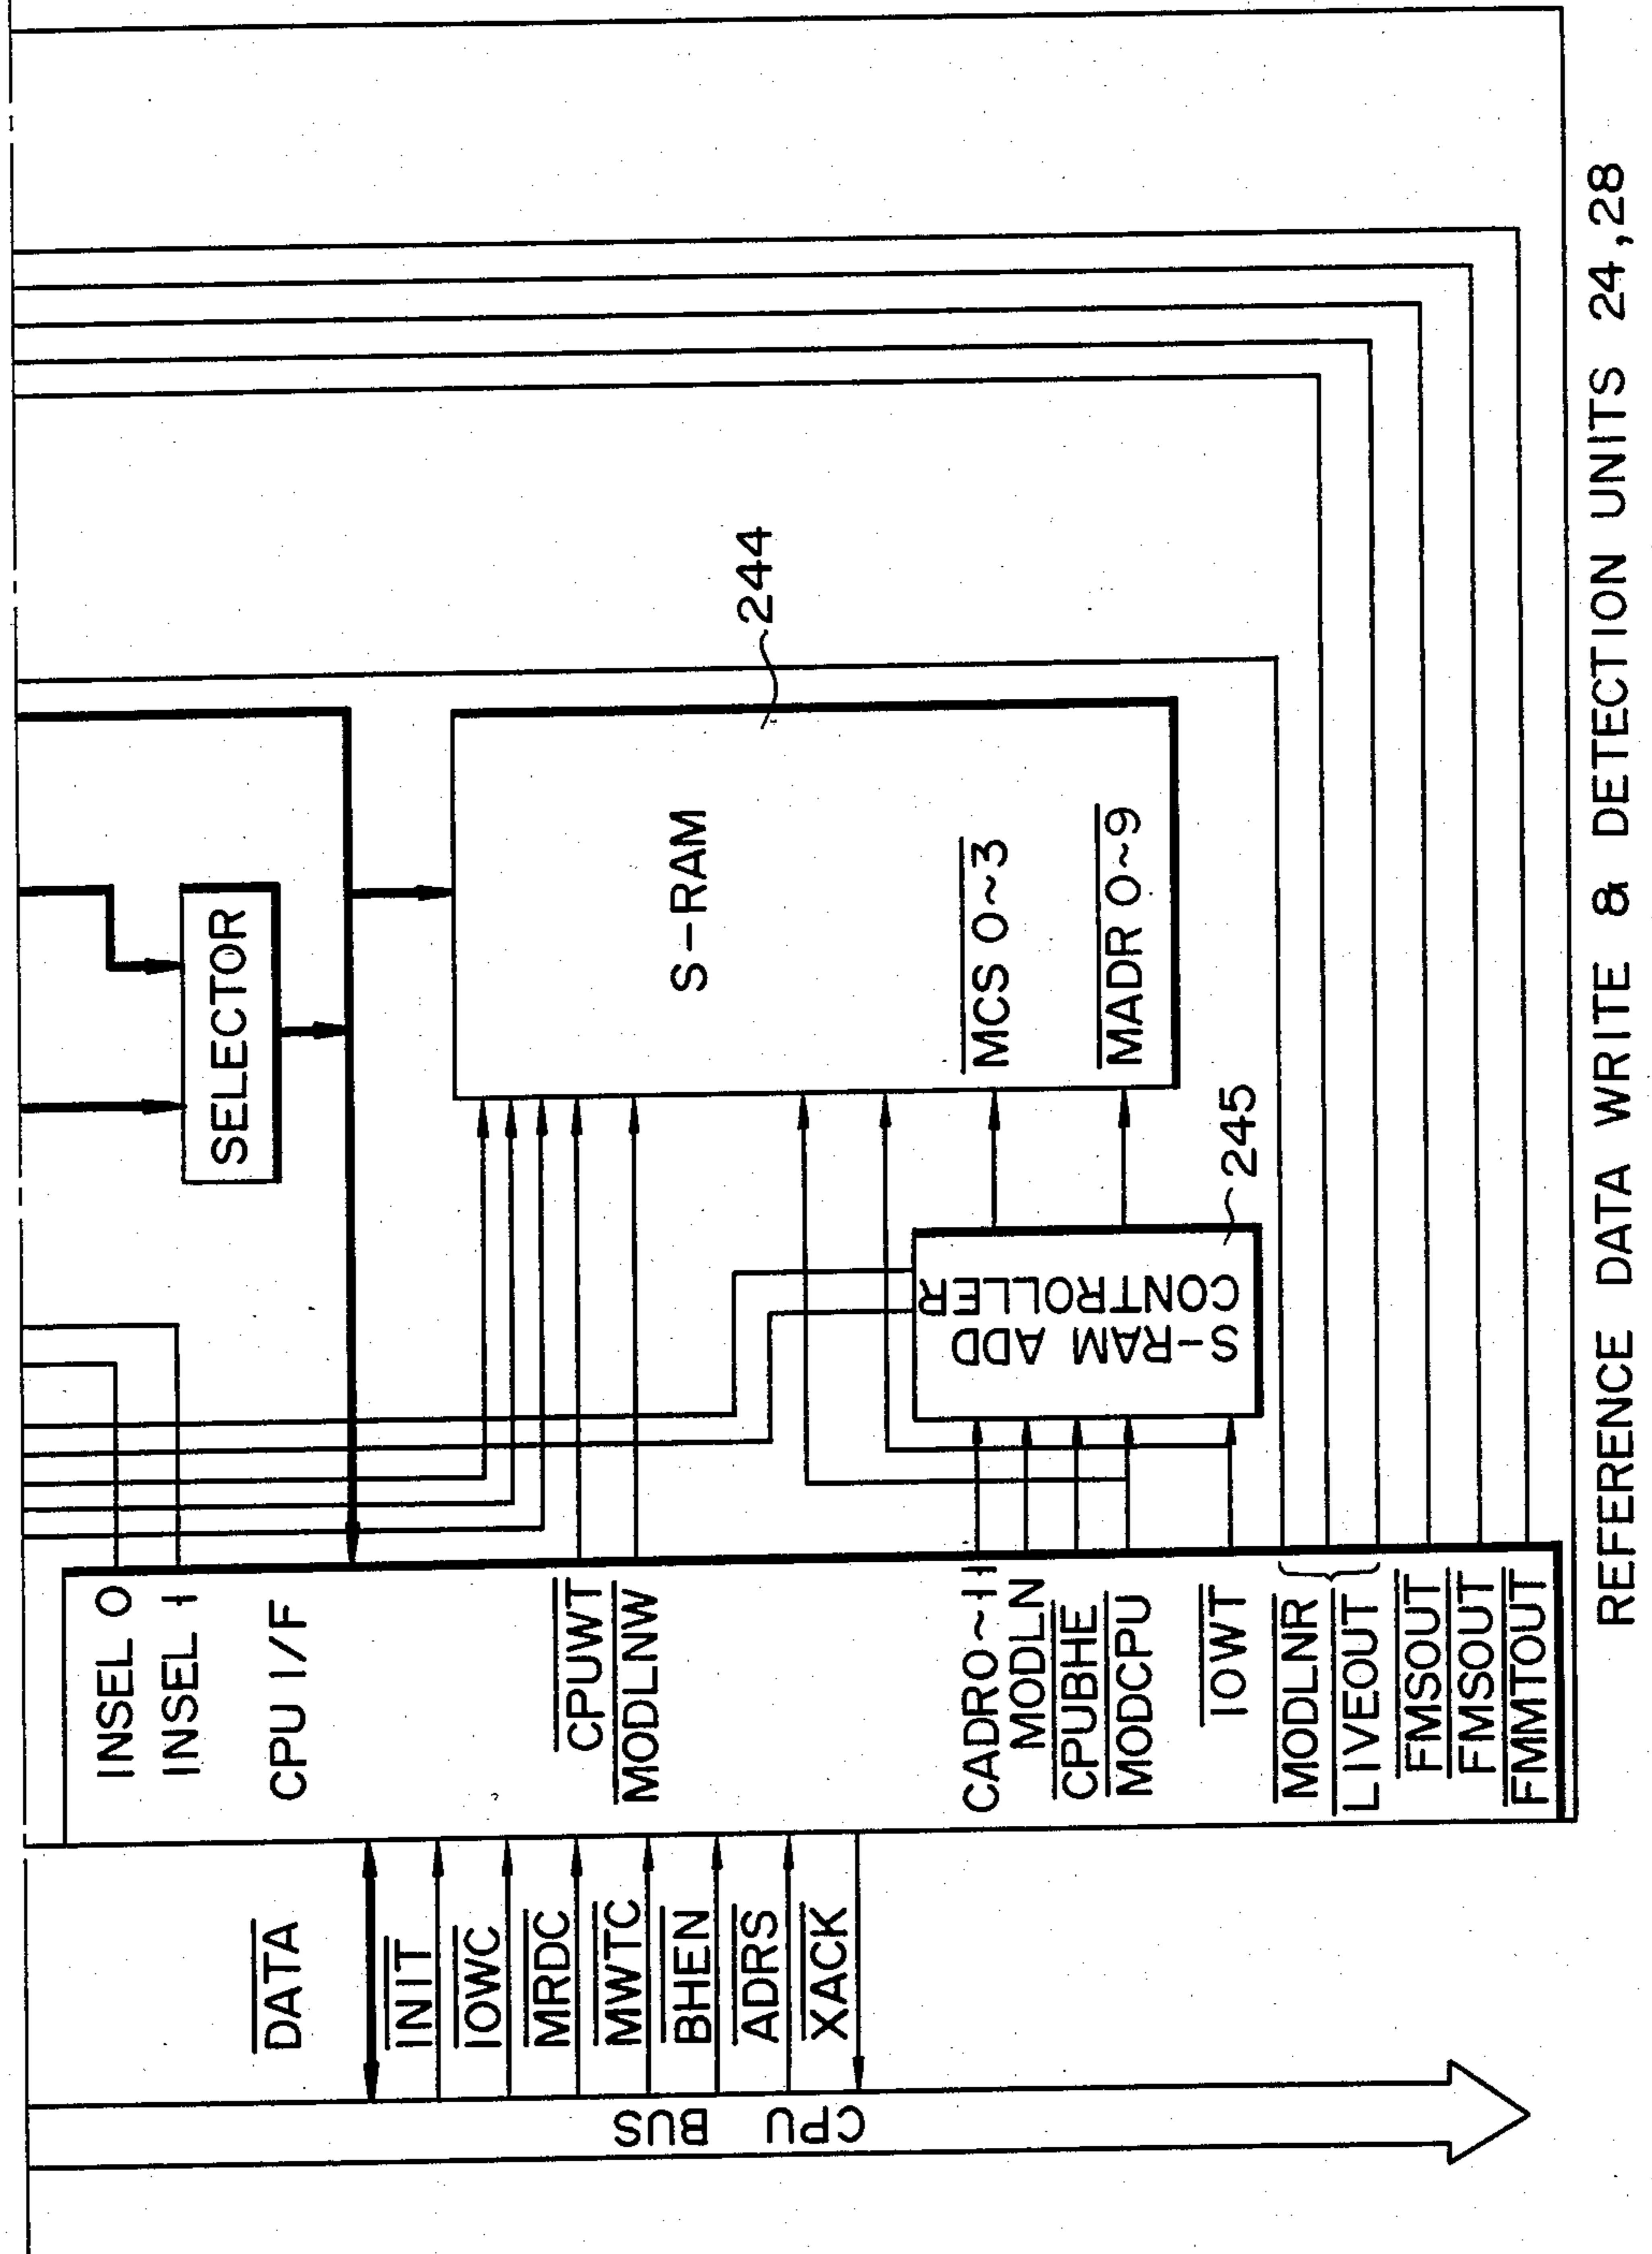 CPU BUS
DATA
INIT
IOWC
MRDC
MWTC
BHEN
ADRS
XACK
INSEL 0
INSEL 1
CPU I/F
CPUWT
MODLNW
CADR0~11
MODLN
CPUBHE
MODCPU
IOWT
MODLNR
LIVEOUT
FMSOUT
FMSOUT
FMMTOUT
SELECTOR
S-RAM ADD
CONTROLLER
245
S-RAM
MCS 0~3
MADR 0~9
244
REFERENCE DATA WRITE & DETECTION UNITS 24,28